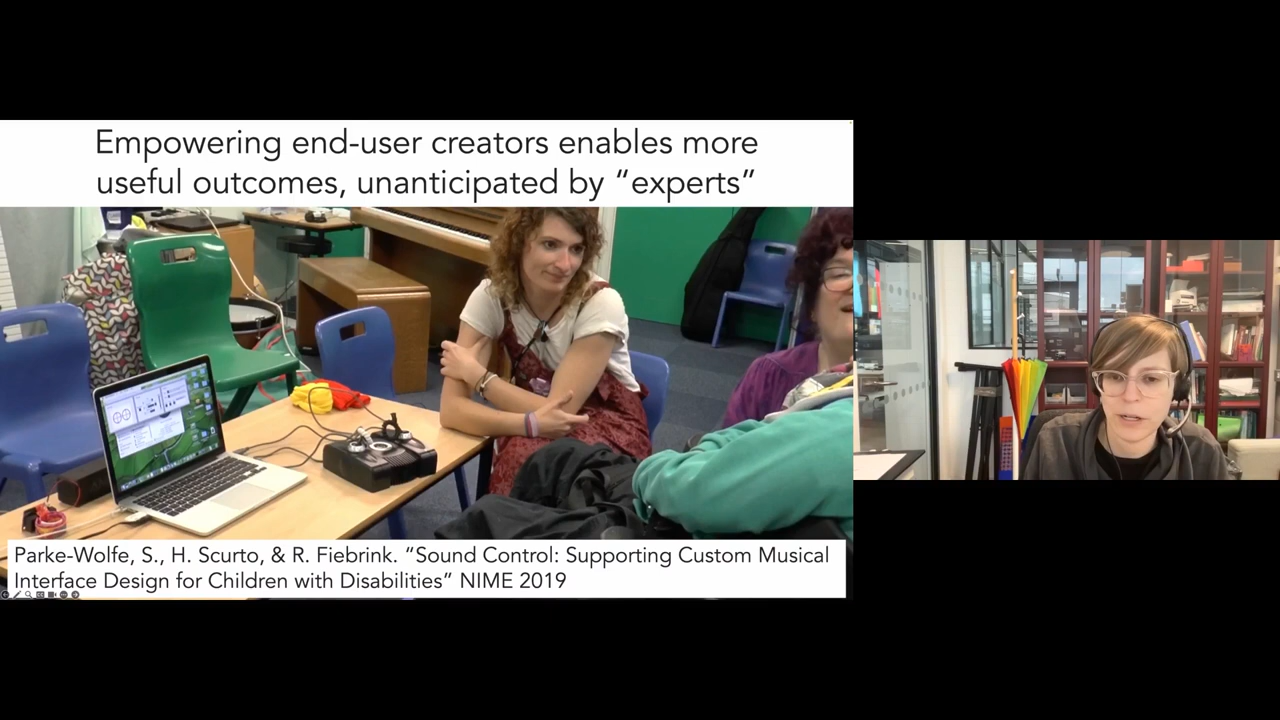 Empowering end-user creators enables more
useful outcomes, unanticipated by “experts”
Parke-Wolfe, S., H. Scurto, & R. Fiebrink. “Sound Control: Supporting Custom Musical
Interface Design for Children with Disabilities” NIME 2019